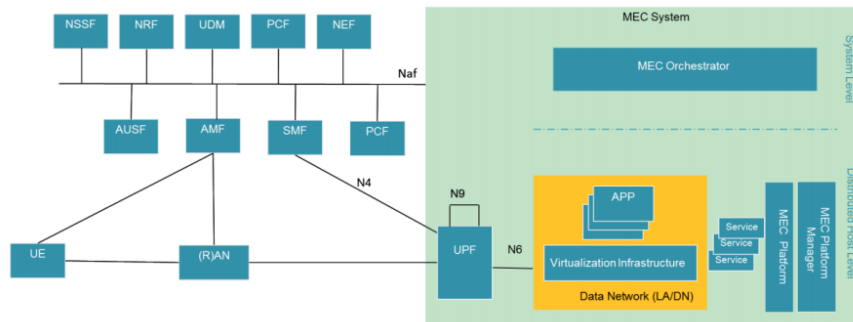 NSSF
NRF
UDM
PCF
NEF
MEC System
MEC Orchestrator
System Level
Naf
AUSF
AMF
SMF
PCF
N4
N9
UE
(R)AN
UPF
N6
APP
Virtualization Infrastructure
Data Network (LA/DN)
Service
Service
Service
MEC Platform
MEC Platform
Manager
Distributed Host Level